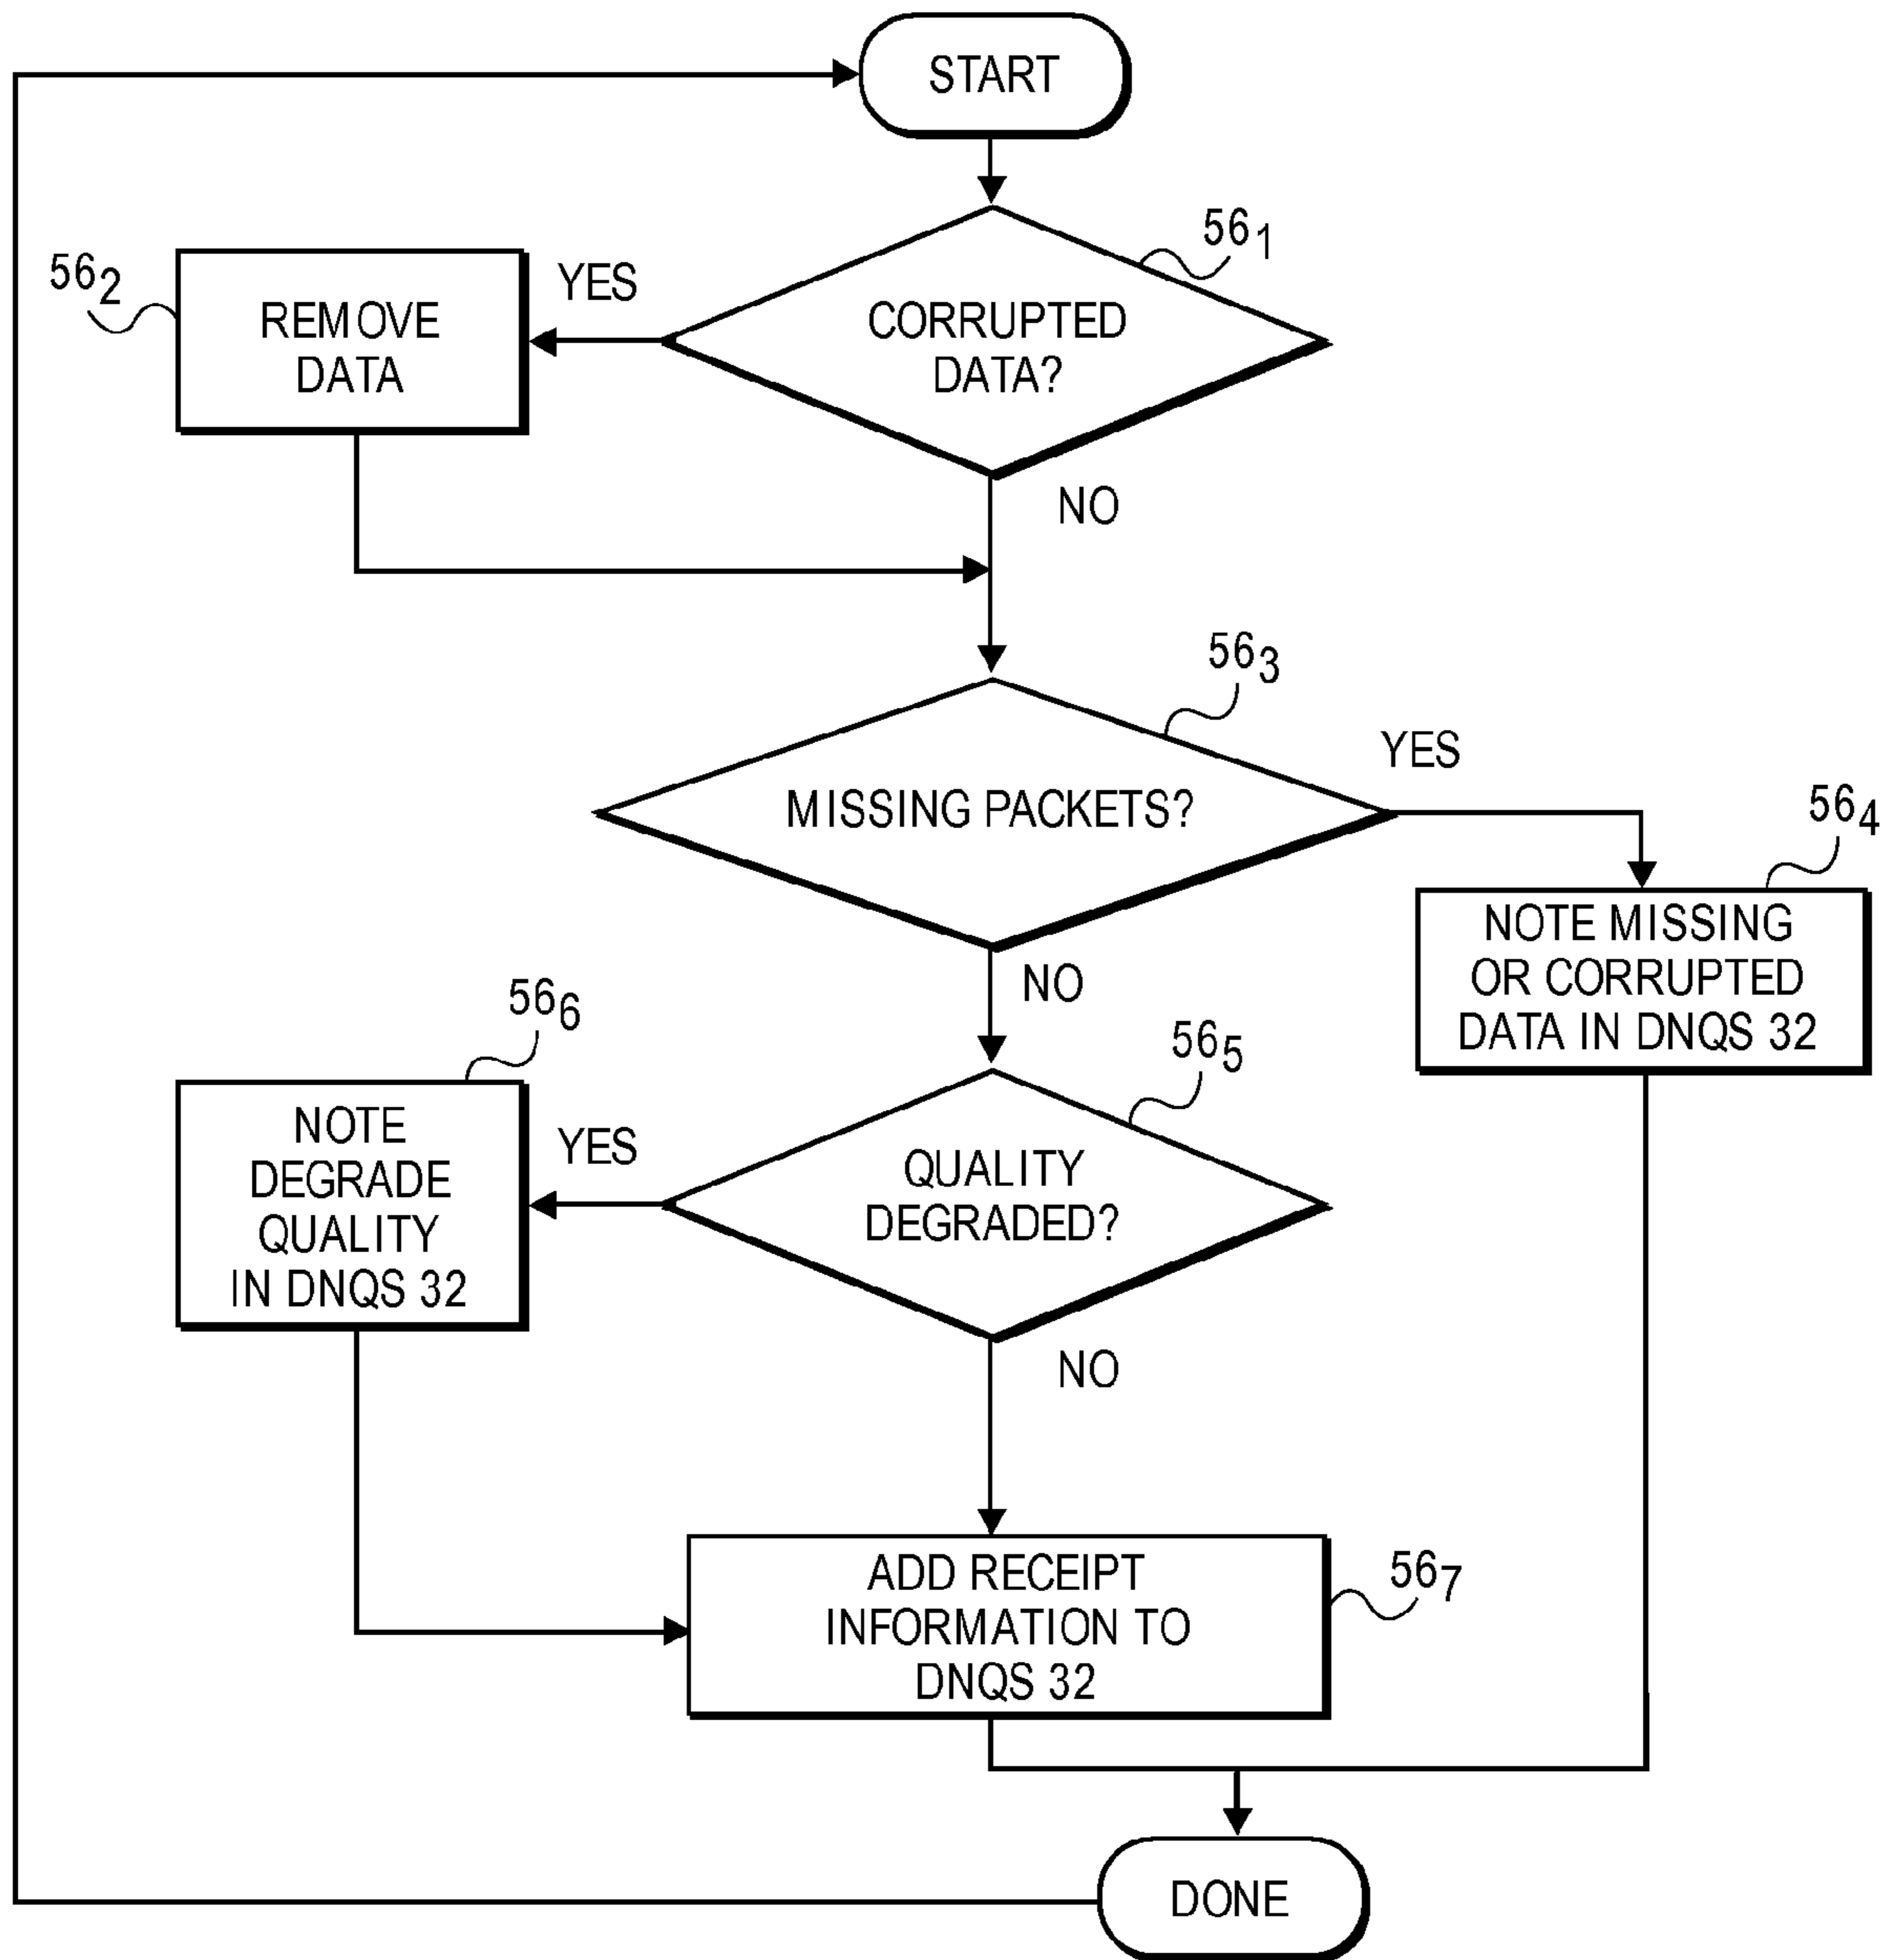 START
56₁
CORRUPTED
DATA?
YES
56₂
REMOVE
DATA
NO
56₃
MISSING PACKETS?
YES
56₄
NOTE MISSING
OR CORRUPTED
DATA IN DNQS 32
NO
56₅
QUALITY
DEGRADED?
YES
56₆
NOTE
DEGRADE
QUALITY
IN DNQS 32
NO
ADD RECEIPT
INFORMATION TO
DNQS 32
56₇
DONE